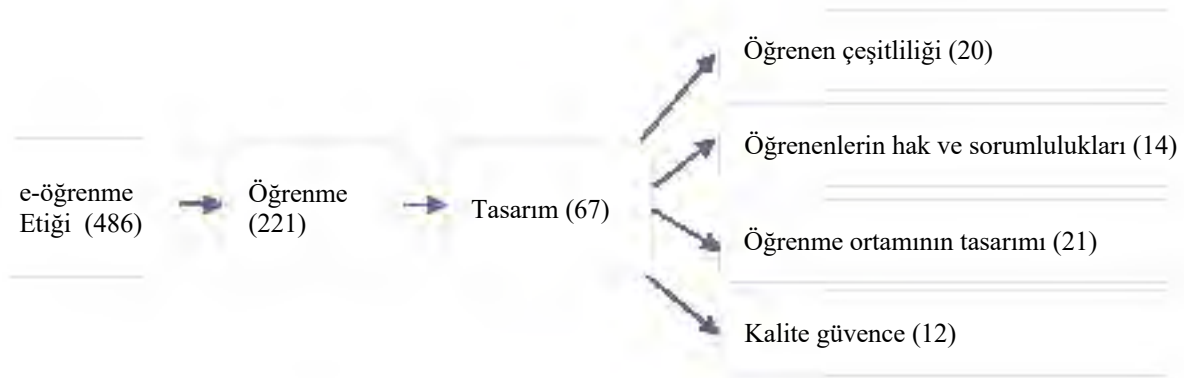 Öğrenen çeşitliliği (20)
Öğrenenlerin hak ve sorumlulukları (14)
e-öğrenme
Etiği (486)
Öğrenme
(221)
Tasarım (67)
Öğrenme ortamının tasarımı (21)
Kalite güvence (12)